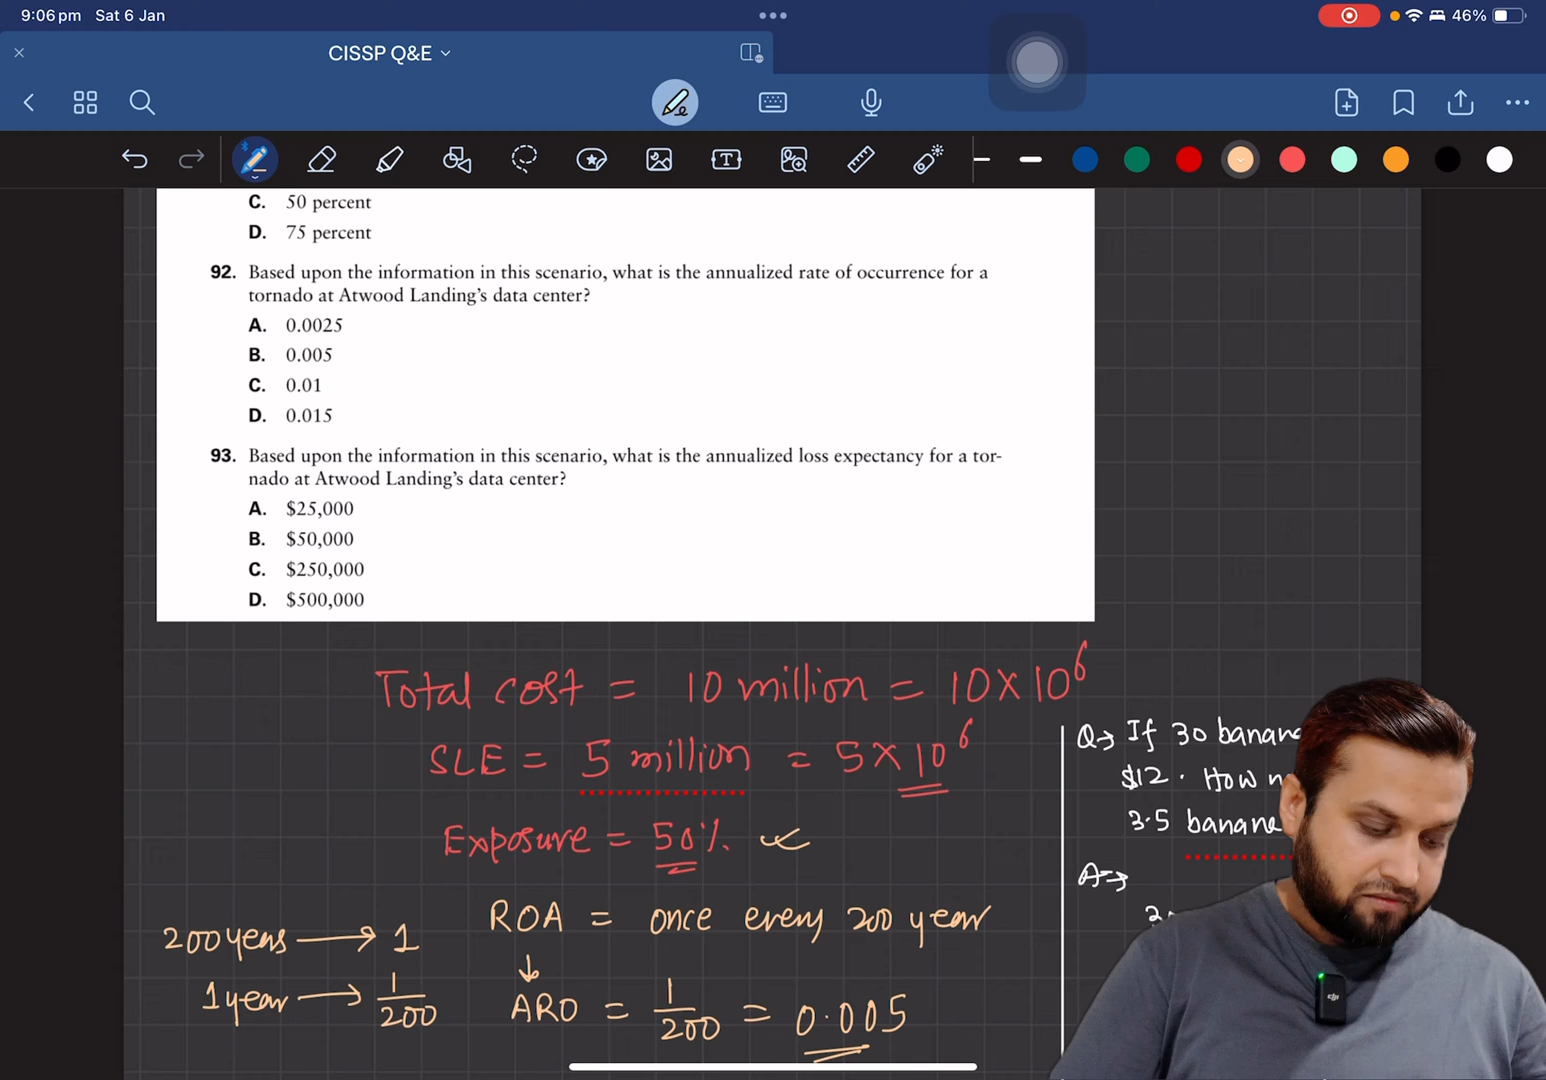 9:06 pm Sat 6 Jan
46%
CISSP Q&E
C. 50 percent
D. 75 percent
92. Based upon the information in this scenario, what is the annualized rate of occurrence for a
tornado at Atwood Landing's data center?
A. 0.0025
B. 0.005
C. 0.01
D. 0.015
93. Based upon the information in this scenario, what is the annualized loss expectancy for a tor-
nado at Atwood Landing's data center?
A. $25,000
B. $50,000
C. $250,000
D. $500,000
Total cost = 10 million = 10 X 10⁶
SLE = 5 million = 5 X 10⁶
Exposure = 50%.
ROA = once every 200 year
ARO = 1/200 = 0.005
200 years → 1
1 year → 1/200
Q→ If 30 banana
$12. How
3.5 banane
A→
dji